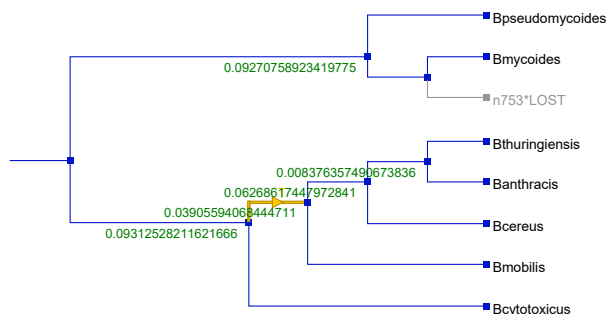 Bpseudomycoides
Bmycoides
0.09270758923419775
n753*LOST
Bthuringiensis
0.008376357490673836
Banthracis
0.06268617447972841
0.03905594068444711
Bcereus
0.09312528211621666
Bmobilis
Bcytotoxicus